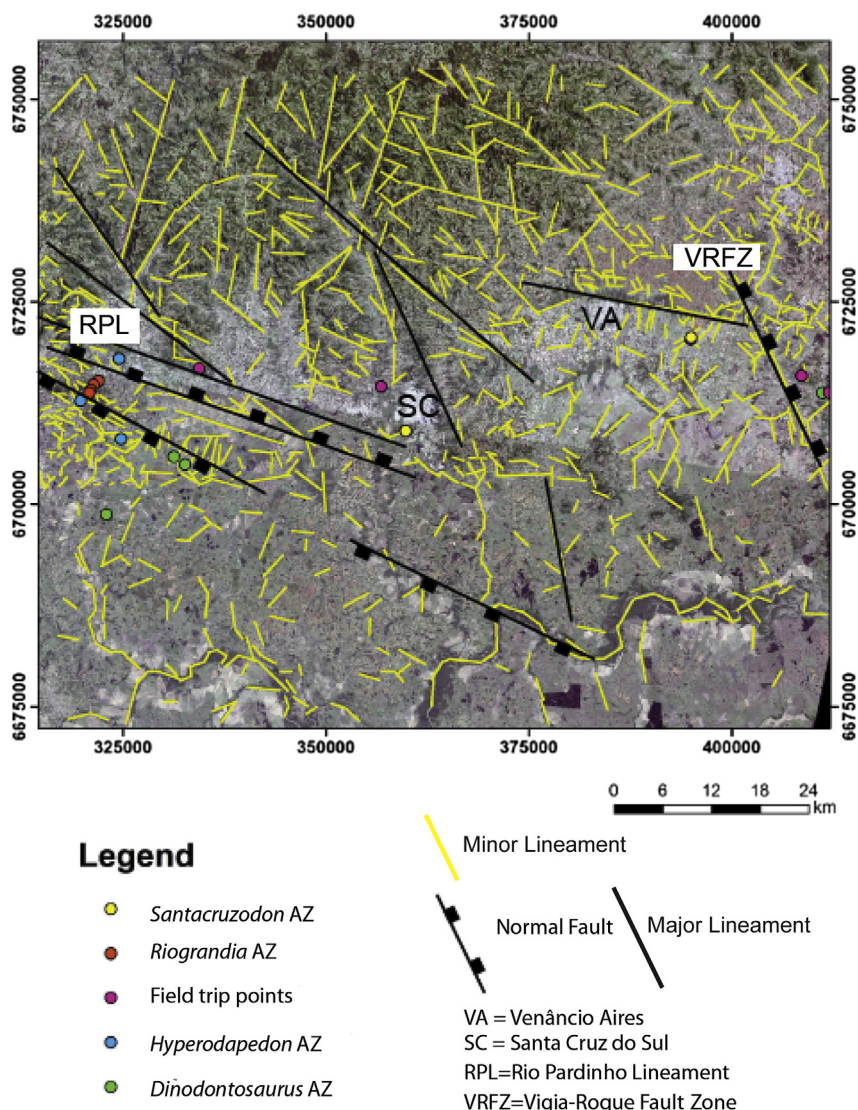 325000 350000 375000 400000
6750000 6750000
VRFZ
6725000 6725000
RPL VA
SC
6700000 6700000
6675000 6675000
325000 350000 375000 400000
0 6 12 18 24
km
Legend
Minor Lineament
Santacruzodon AZ
Normal Fault Major Lineament
Riograndia AZ
Field trip points
VA = Venâncio Aires
SC = Santa Cruz do Sul
Hyperodapedon AZ
RPL=Rio Pardinho Lineament
Dinodontosaurus AZ
VRFZ=Vigia-Roque Fault Zone